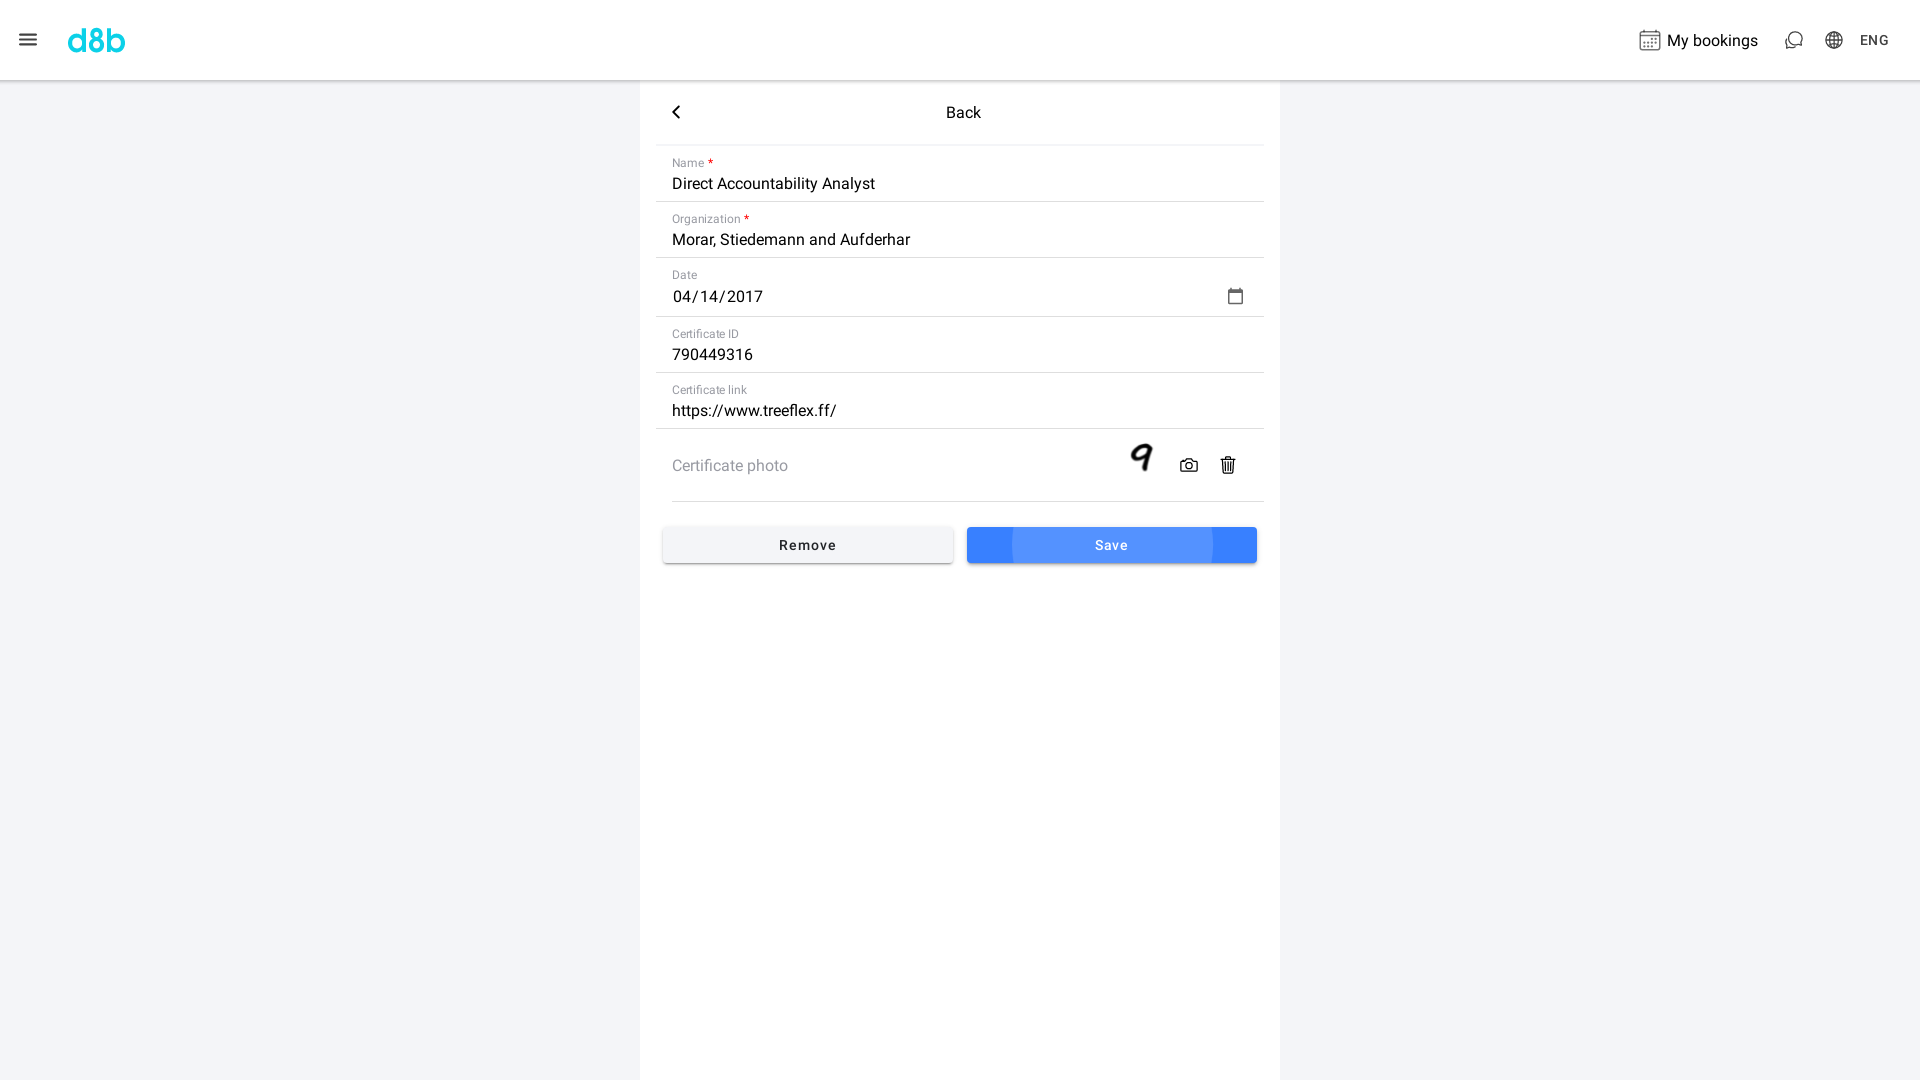 d8b
My bookings
ENG
Back
Name *
Direct Accountability Analyst
Organization *
Morar, Stiedemann and Aufderhar
Date
04/14/2017
Certificate ID
790449316
Certificate link
https://www.treeflex.ff/
Certificate photo
9
Remove
Save